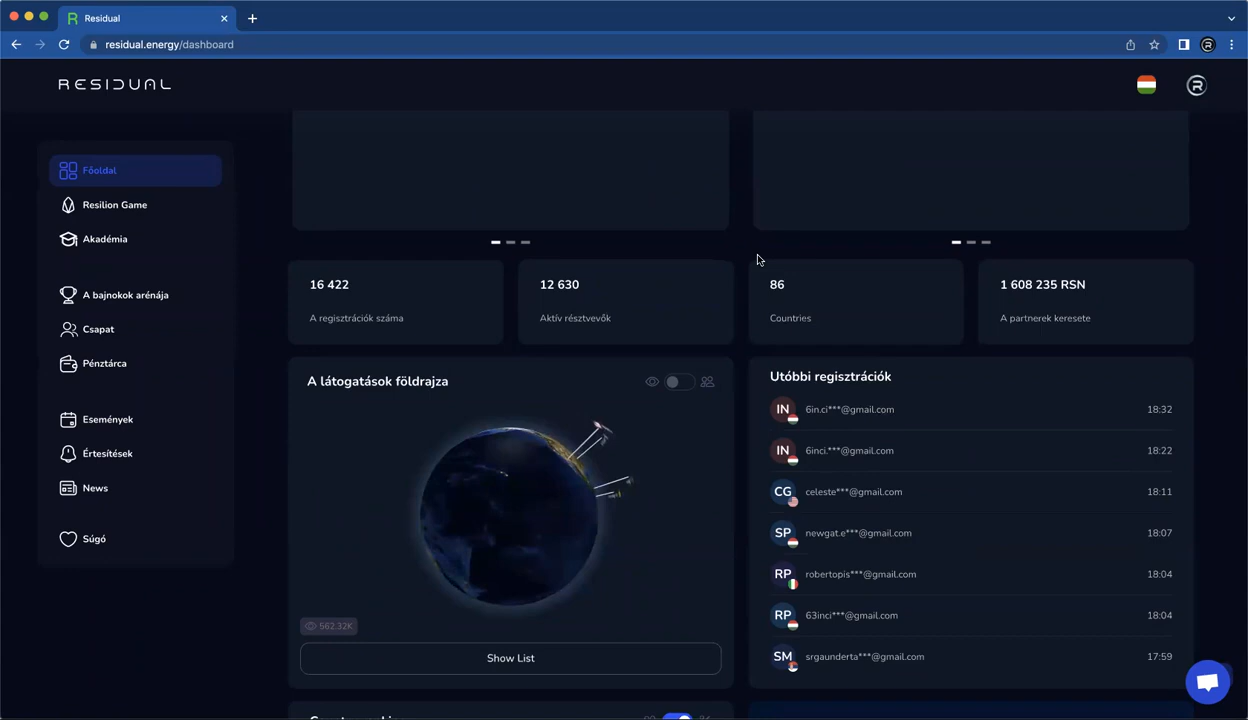 Residual
residual.energy/dashboard
RESIDUAL
Főoldal
Resilion Game
Akadémia
A bajnokok arénája
Csapat
Pénztárca
Események
Értesítések
News
Súgó
16 422
A regisztrációk száma
12 630
Aktív résztvevők
86
Countries
1 608 235 RSN
A partnerek keresete
A látogatások földrajza
562.32K
Show List
Utóbbi regisztrációk
IN 6in.ci***@gmail.com 18:32
IN 6inci.***@gmail.com 18:22
CG celeste***@gmail.com 18:11
SP newgat.e***@gmail.com 18:07
RP robertopis***@gmail.com 18:04
RP 63inci***@gmail.com 18:04
SM srgaunderta***@gmail.com 17:59